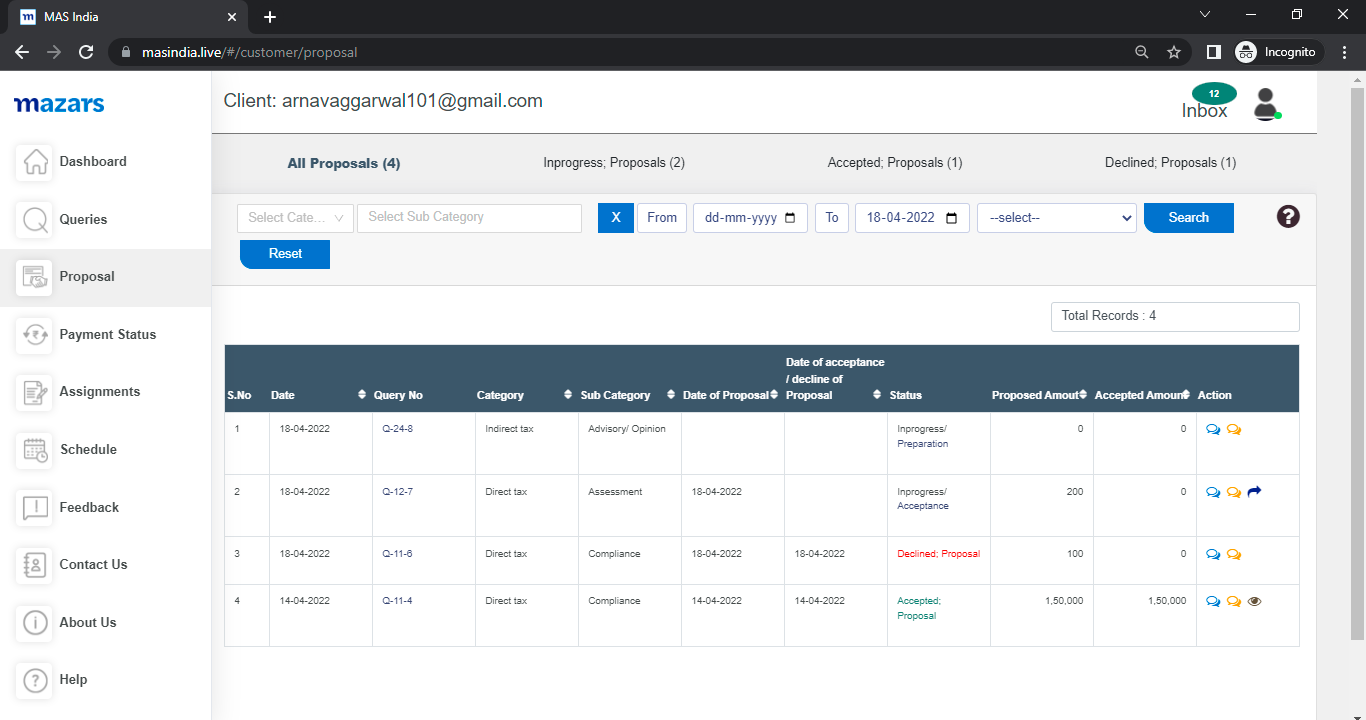 MAS India
masindia.live/#/customer/proposal
Incognito
mazars
Client: arnavaggarwal101@gmail.com
12
Inbox
Dashboard
Queries
Proposal
Payment Status
Assignments
Schedule
Feedback
Contact Us
About Us
Help
All Proposals (4) Inprogress; Proposals (2) Accepted; Proposals (1) Declined; Proposals (1)
Select Cate... Select Sub Category X From dd-mm-yyyy To 18-04-2022 --select-- Search ?
Reset
Total Records : 4
S.No Date Query No Category Sub Category Date of Proposal Date of acceptance / decline of Proposal Status Proposed Amout Accepted Amount Action
1 18-04-2022 Q-24-8 Indirect tax Advisory/ Opinion Inprogress/ 0 0
Preparation
2 18-04-2022 Q-12-7 Direct tax Assessment 18-04-2022 Inprogress/ 200 0
Acceptance
3 18-04-2022 Q-11-6 Direct tax Compliance 18-04-2022 18-04-2022 Declined; Proposal 100 0
4 14-04-2022 Q-11-4 Direct tax Compliance 14-04-2022 14-04-2022 Accepted; 1,50,000 1,50,000
Proposal